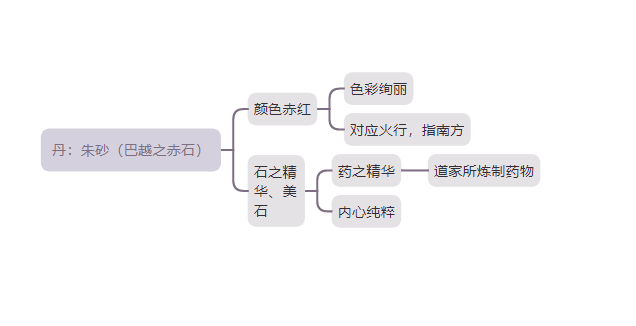 丹：朱砂（巴越之赤石）
颜色赤红
色彩绚丽
对应火行，指南方
石之精
华、美
石
药之精华
道家所炼制药物
内心纯粹